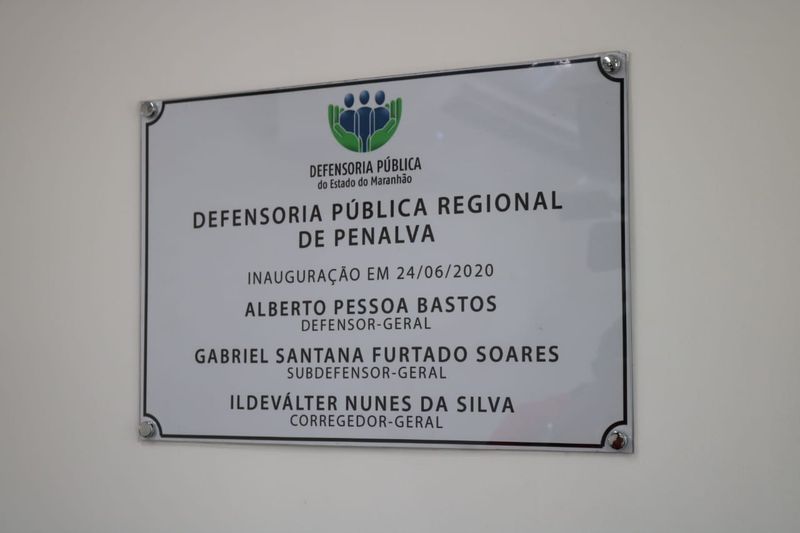 DEFENSORIA PÚBLICA
do Estado do Maranhão
DEFENSORIA PÚBLICA REGIONAL
DE PENALVA
INAUGURAÇÃO EM 24/06/2020
ALBERTO PESSOA BASTOS
DEFENSOR-GERAL
GABRIEL SANTANA FURTADO SOARES
SUBDEFENSOR-GERAL
ILDEVÁLTER NUNES DA SILVA
CORREGEDOR-GERAL